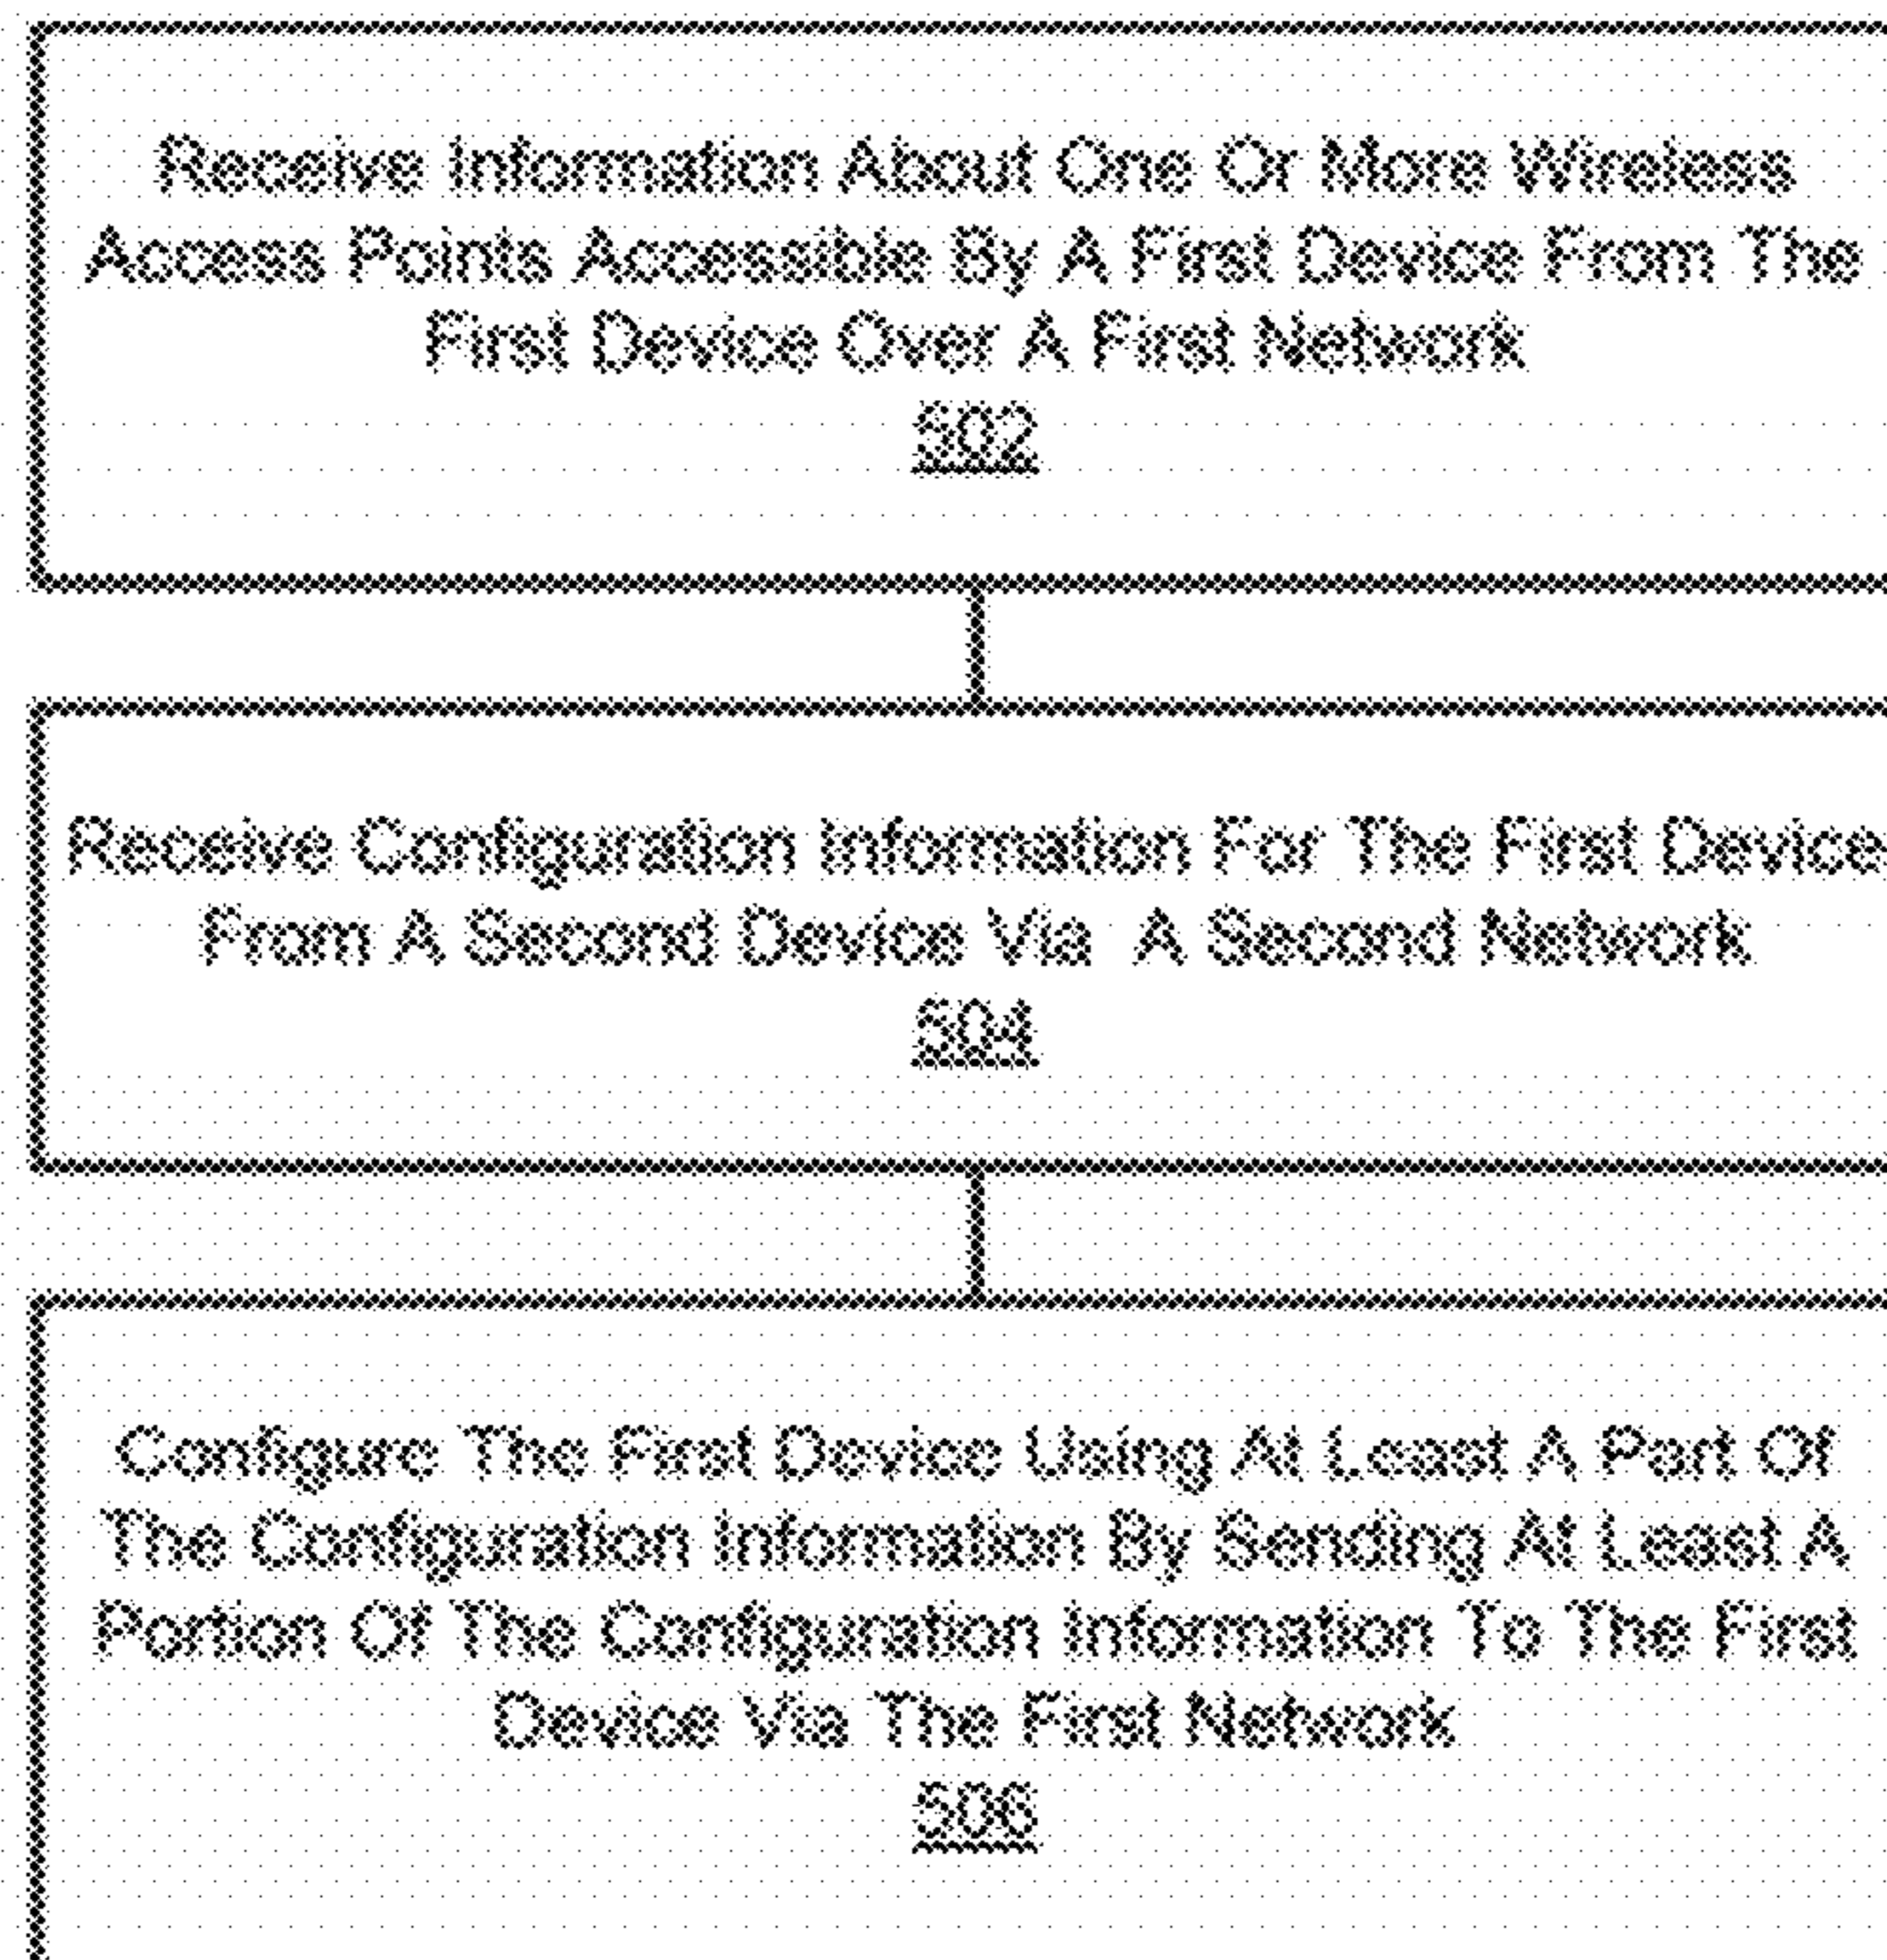 Receive Information About One Or More Wireless
Access Points Accessible By A First Device From The
First Device Over A First Network
502
Receive Configuration Information For The First Device
From A Second Device Via A Second Network
504
Configure The First Device Using At Least A Part Of
The Configuration Information By Sending At Least A
Portion Of The Configuration Information To The First
Device Via The First Network
506